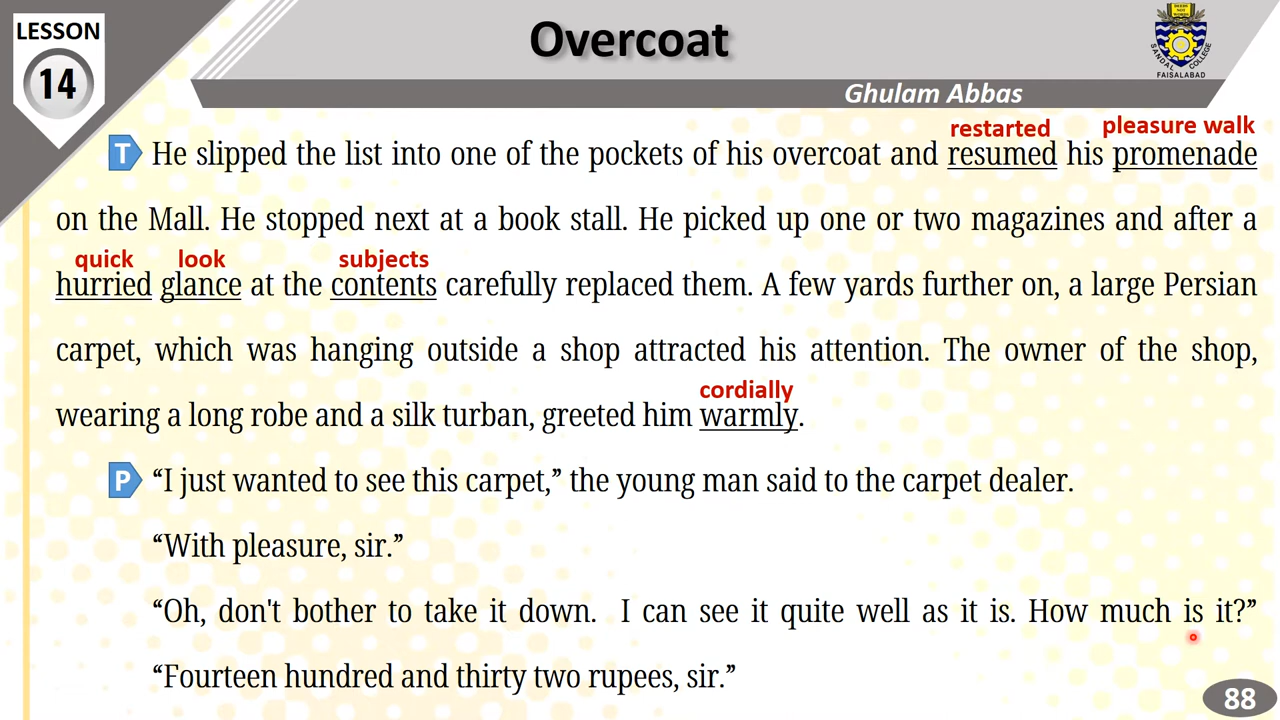 LESSON
14
Overcoat
DEEDS NOT WORDS
SANDAL COLLEGE
FAISALABAD
Ghulam Abbas
restarted pleasure walk
T He slipped the list into one of the pockets of his overcoat and resumed his promenade
on the Mall. He stopped next at a book stall. He picked up one or two magazines and after a
quick look subjects
hurried glance at the contents carefully replaced them. A few yards further on, a large Persian
carpet, which was hanging outside a shop attracted his attention. The owner of the shop,
cordially
wearing a long robe and a silk turban, greeted him warmly.
P “I just wanted to see this carpet,” the young man said to the carpet dealer.
“With pleasure, sir.”
“Oh, don't bother to take it down. I can see it quite well as it is. How much is it?”
“Fourteen hundred and thirty two rupees, sir.”
88